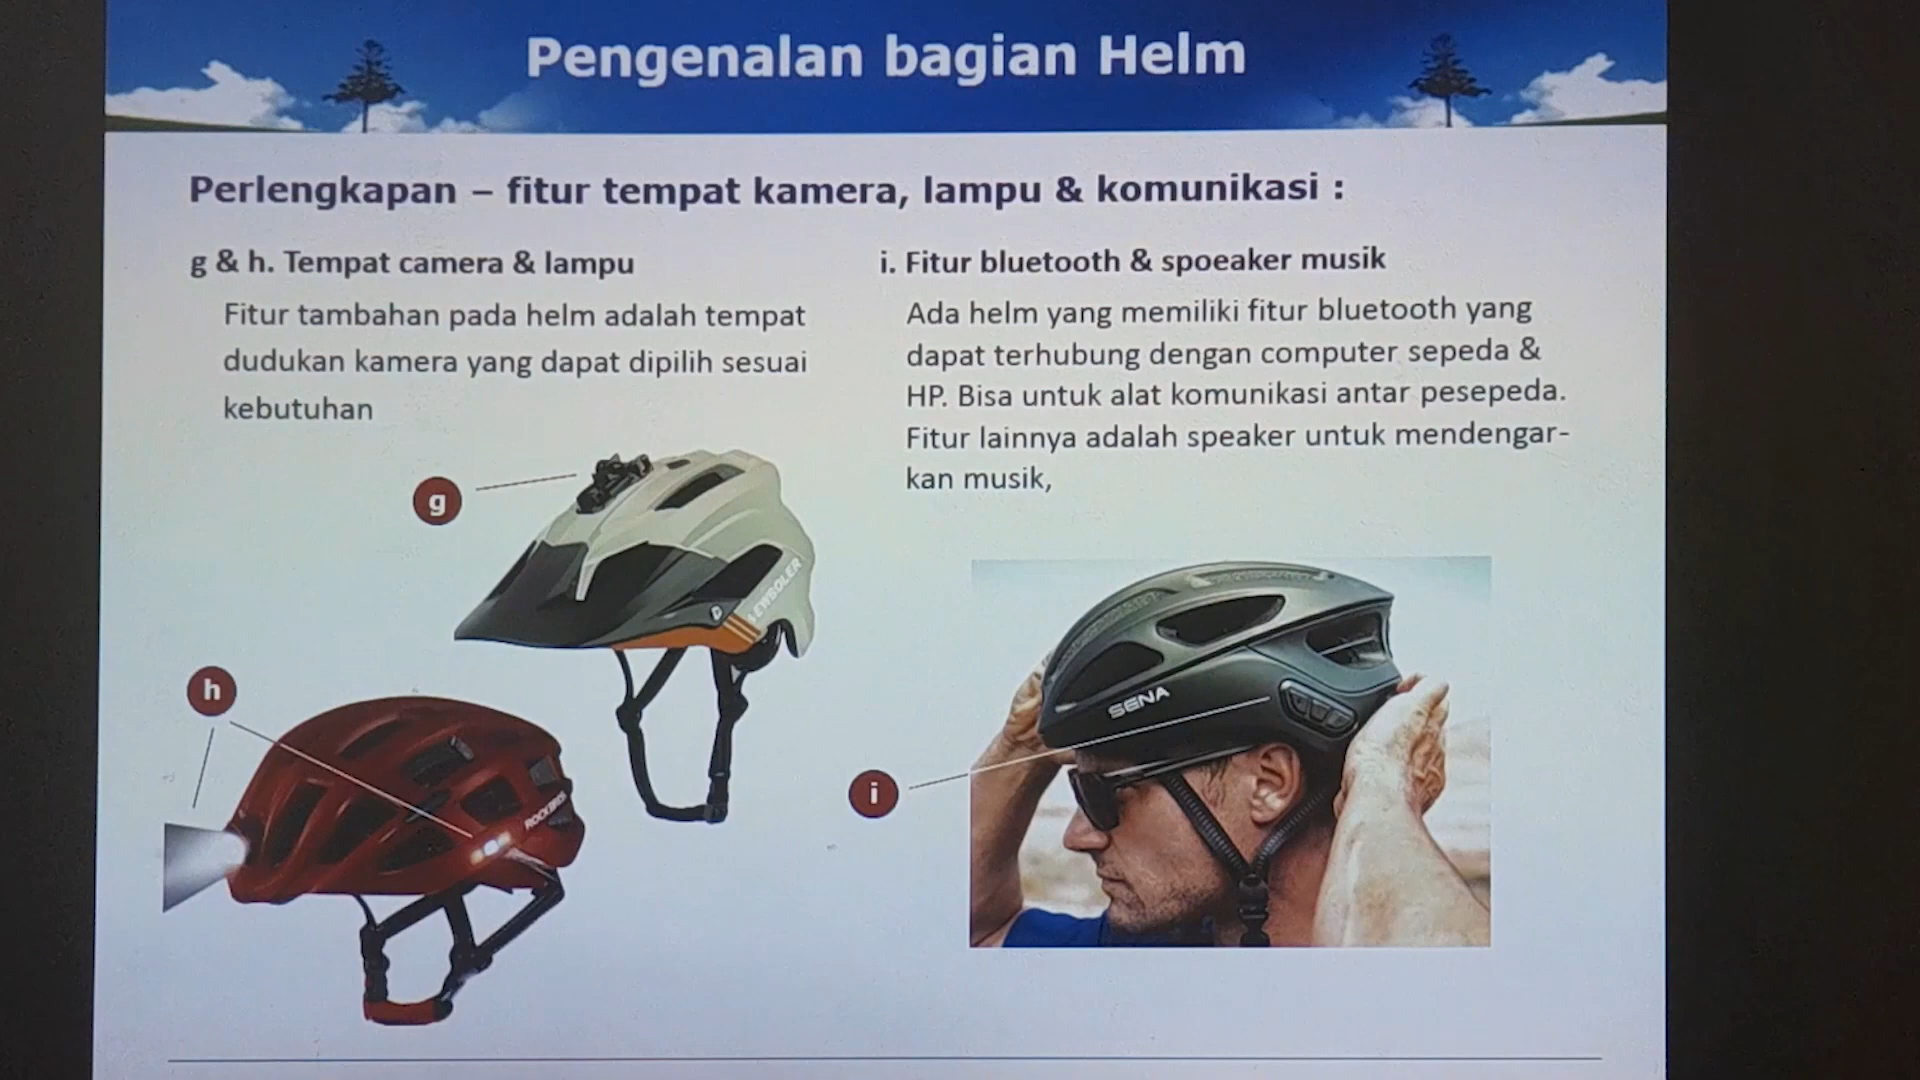 Pengenalan bagian Helm
Perlengkapan – fitur tempat kamera, lampu & komunikasi :
g & h. Tempat camera & lampu
Fitur tambahan pada helm adalah tempat
dudukan kamera yang dapat dipilih sesuai
kebutuhan
i. Fitur bluetooth & spoeaker musik
Ada helm yang memiliki fitur bluetooth yang
dapat terhubung dengan computer sepeda &
HP. Bisa untuk alat komunikasi antar pesepeda.
Fitur lainnya adalah speaker untuk mendengar-
kan musik,
g
h
ROCKBROS
i
SENA